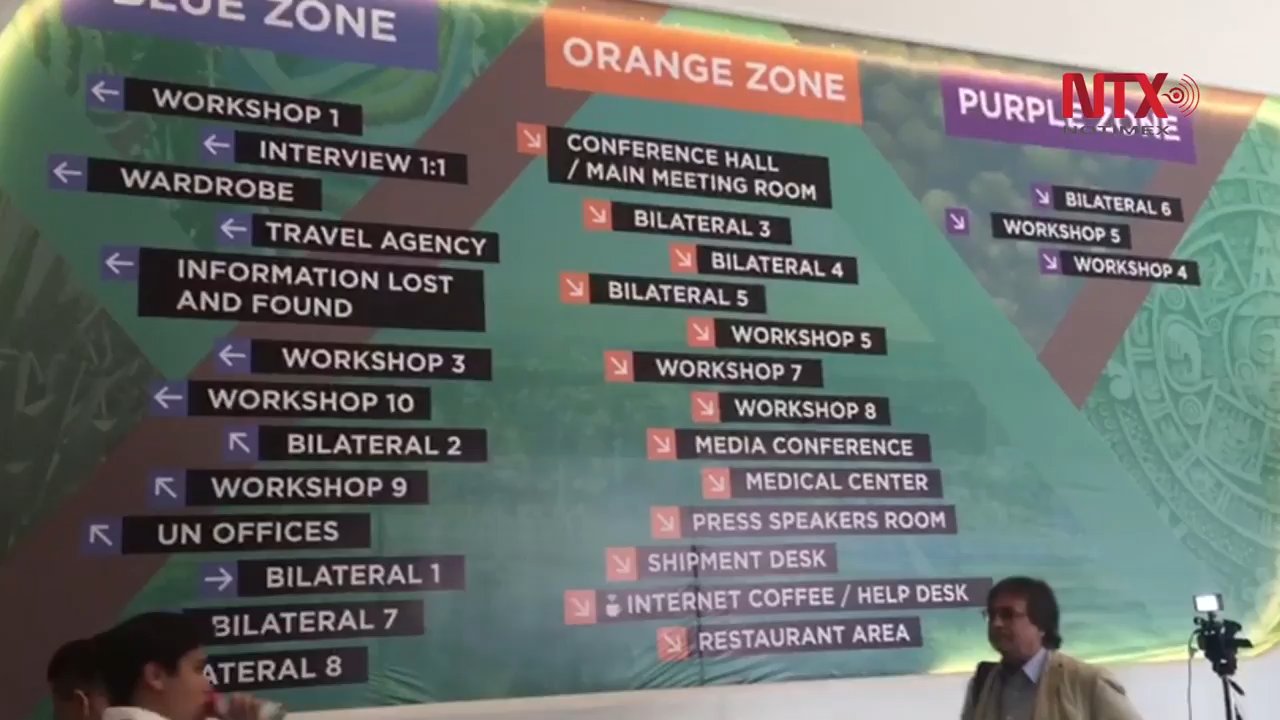 BLUE ZONE
WORKSHOP 1
INTERVIEW 1:1
WARDROBE
TRAVEL AGENCY
INFORMATION LOST
AND FOUND
WORKSHOP 3
WORKSHOP 10
BILATERAL 2
WORKSHOP 9
UN OFFICES
BILATERAL 1
BILATERAL 7
ATERAL 8
ORANGE ZONE
CONFERENCE HALL
/ MAIN MEETING ROOM
BILATERAL 3
BILATERAL 4
BILATERAL 5
WORKSHOP 5
WORKSHOP 7
WORKSHOP 8
MEDIA CONFERENCE
MEDICAL CENTER
PRESS SPEAKERS ROOM
SHIPMENT DESK
INTERNET COFFEE / HELP DESK
RESTAURANT AREA
PURPLE ZONE
BILATERAL 6
WORKSHOP 5
WORKSHOP 4
NTX
NOTIMEX